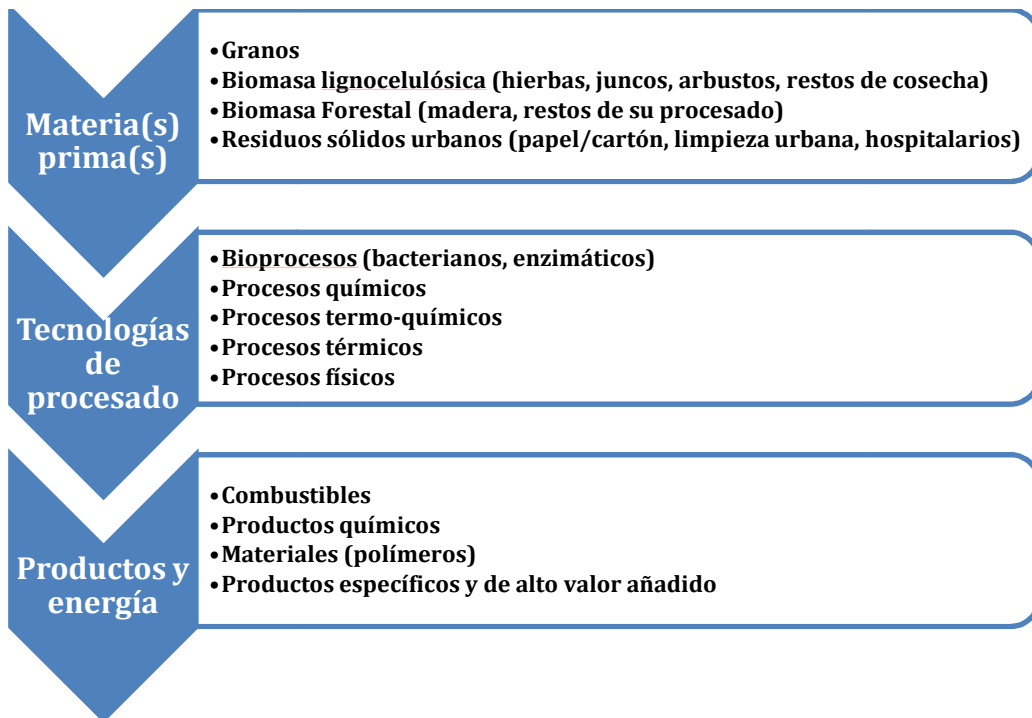 Materia(s)
prima(s)
•Granos
•Biomasa lignocelulósica (hierbas, juncos, arbustos, restos de cosecha)
•Biomasa Forestal (madera, restos de su procesado)
•Residuos sólidos urbanos (papel/cartón, limpieza urbana, hospitalarios)
Tecnologías
de
procesado
•Bioprocesos (bacterianos, enzimáticos)
•Procesos químicos
•Procesos termo-químicos
•Procesos térmicos
•Procesos físicos
Productos y
energía
•Combustibles
•Productos químicos
•Materiales (polímeros)
•Productos específicos y de alto valor añadido